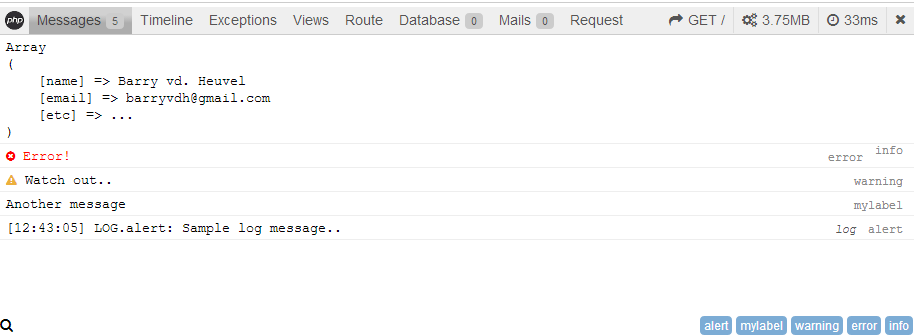 php Messages 5 Timeline Exceptions Views Route Database 0 Mails 0 Request GET / 3.75MB 33ms
Array
(
[name] => Barry vd. Heuvel
[email] => barryvdh@gmail.com
[etc] => ...
)
info
Error! error
Watch out.. warning
Another message mylabel
[12:43:05] LOG.alert: Sample log message.. log alert
alert mylabel warning error info